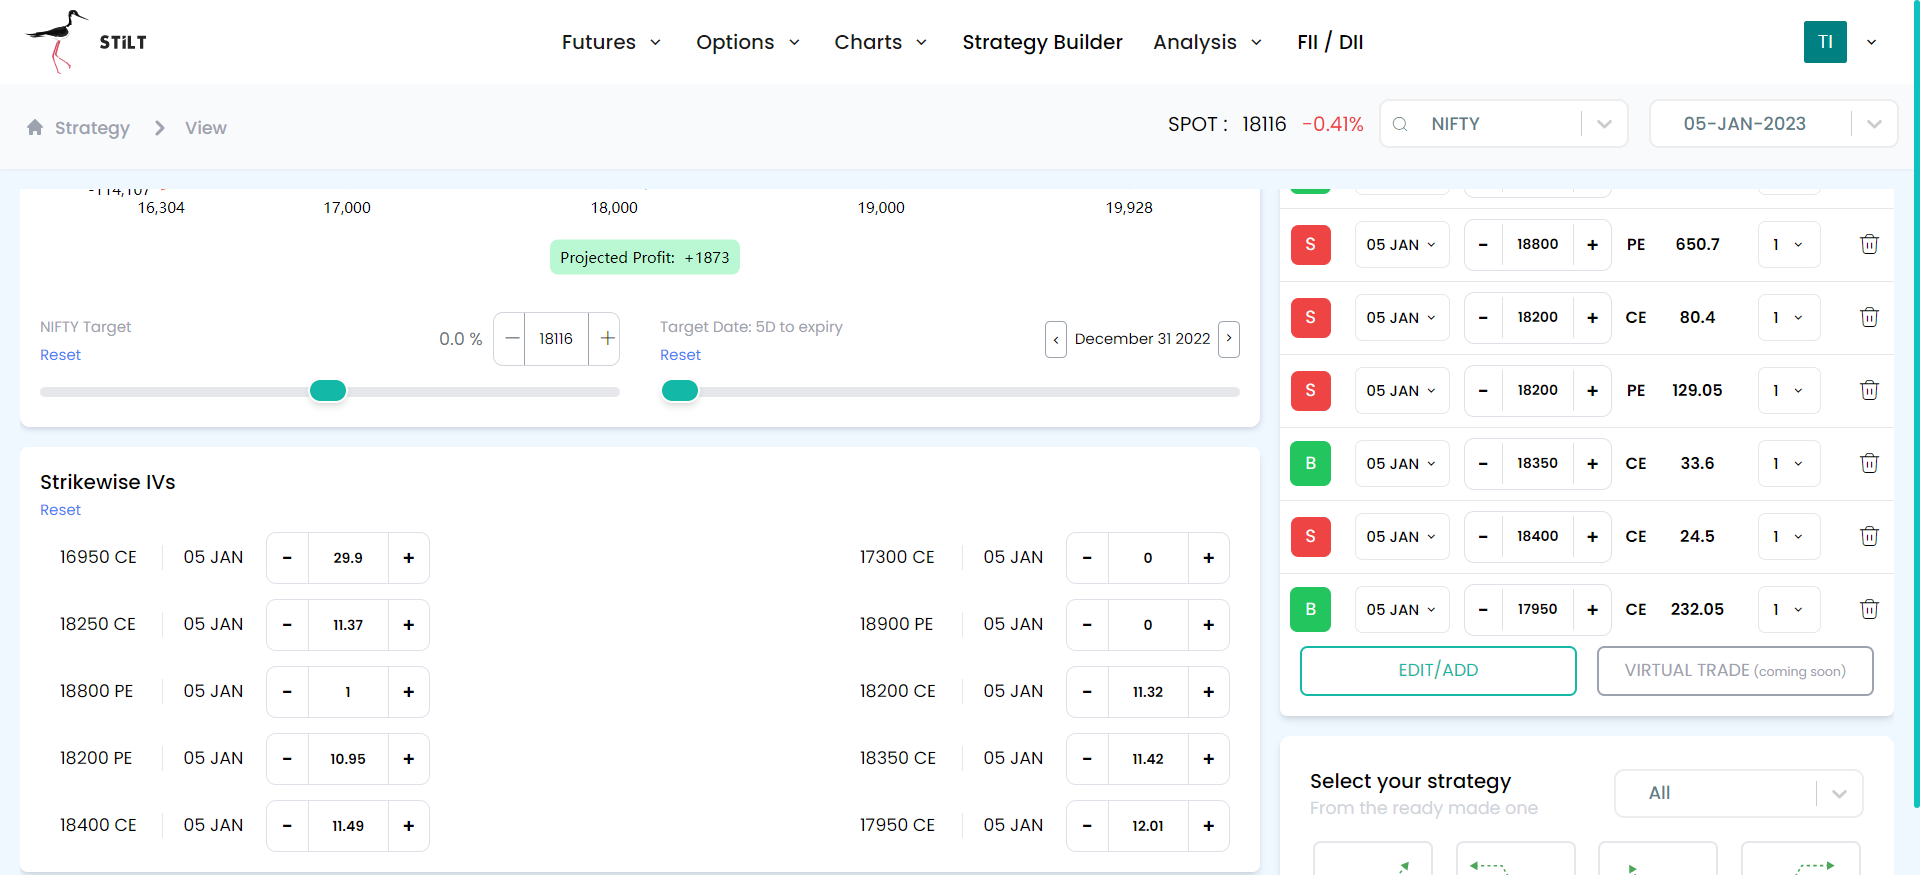 STiLT
Futures Options Charts Strategy Builder Analysis FII / DII
TI
Strategy View
SPOT : 18116 -0.41% NIFTY 05-JAN-2023
-114,107
16,304 17,000 18,000 19,000 19,928
Projected Profit: +1873
NIFTY Target
Reset
0.0 % 18116
Target Date: 5D to expiry
Reset
< December 31 2022 >
Strikewise IVs
Reset
16950 CE 05 JAN - 29.9 +
17300 CE 05 JAN - 0 +
18250 CE 05 JAN - 11.37 +
18900 PE 05 JAN - 0 +
18800 PE 05 JAN - 1 +
18200 CE 05 JAN - 11.32 +
18200 PE 05 JAN - 10.95 +
18350 CE 05 JAN - 11.42 +
18400 CE 05 JAN - 11.49 +
17950 CE 05 JAN - 12.01 +
S 05 JAN - 18800 + PE 650.7 1
S 05 JAN - 18200 + CE 80.4 1
S 05 JAN - 18200 + PE 129.05 1
B 05 JAN - 18350 + CE 33.6 1
S 05 JAN - 18400 + CE 24.5 1
B 05 JAN - 17950 + CE 232.05 1
EDIT/ADD VIRTUAL TRADE (coming soon)
Select your strategy
From the ready made one
All